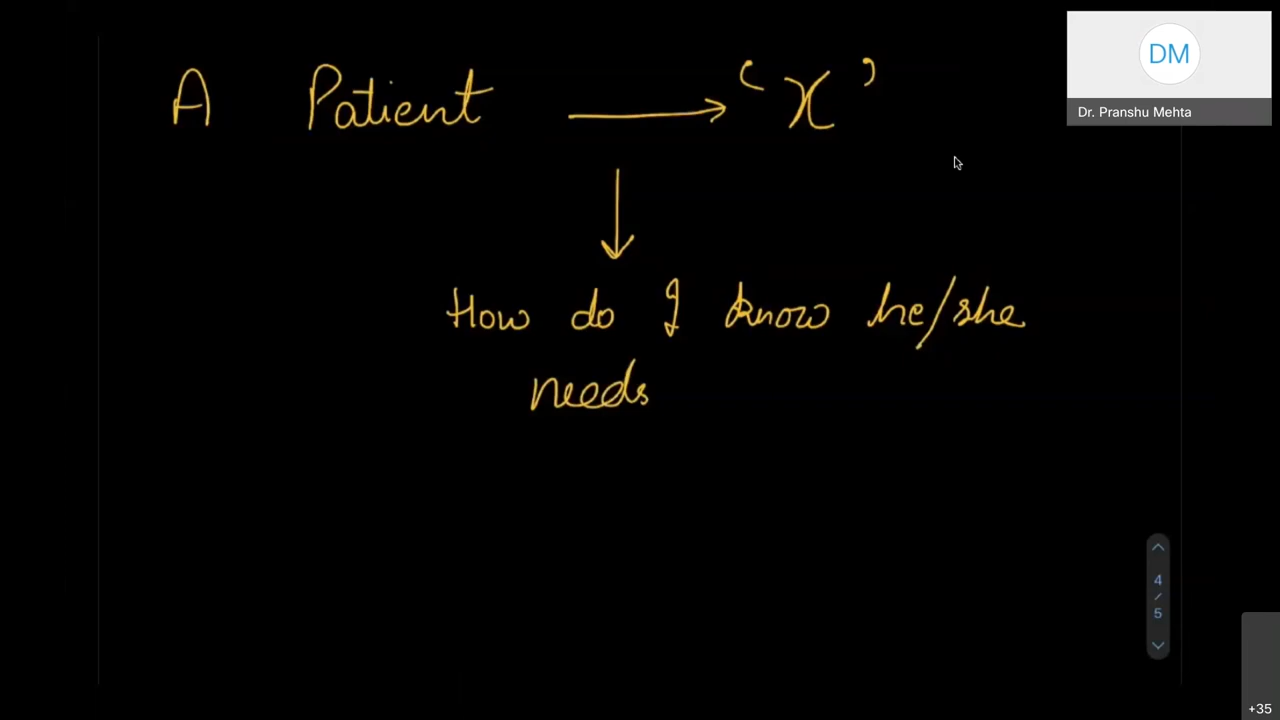 A Patient → ‘x’
DM
Dr. Pranshu Mehta
↓
How do I know he/she
needs
4
/
5
+35